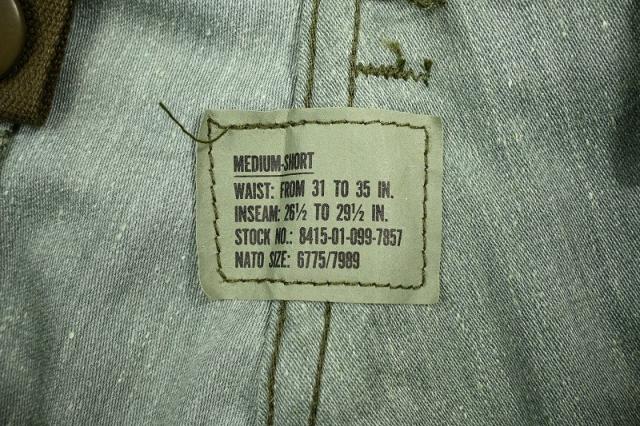 MEDIUM-SHORT
WAIST: FROM 31 TO 35 IN.
INSEAM: 26½ TO 29½ IN.
STOCK NO.: 8415-01-099-7857
NATO SIZE: 6775/7989